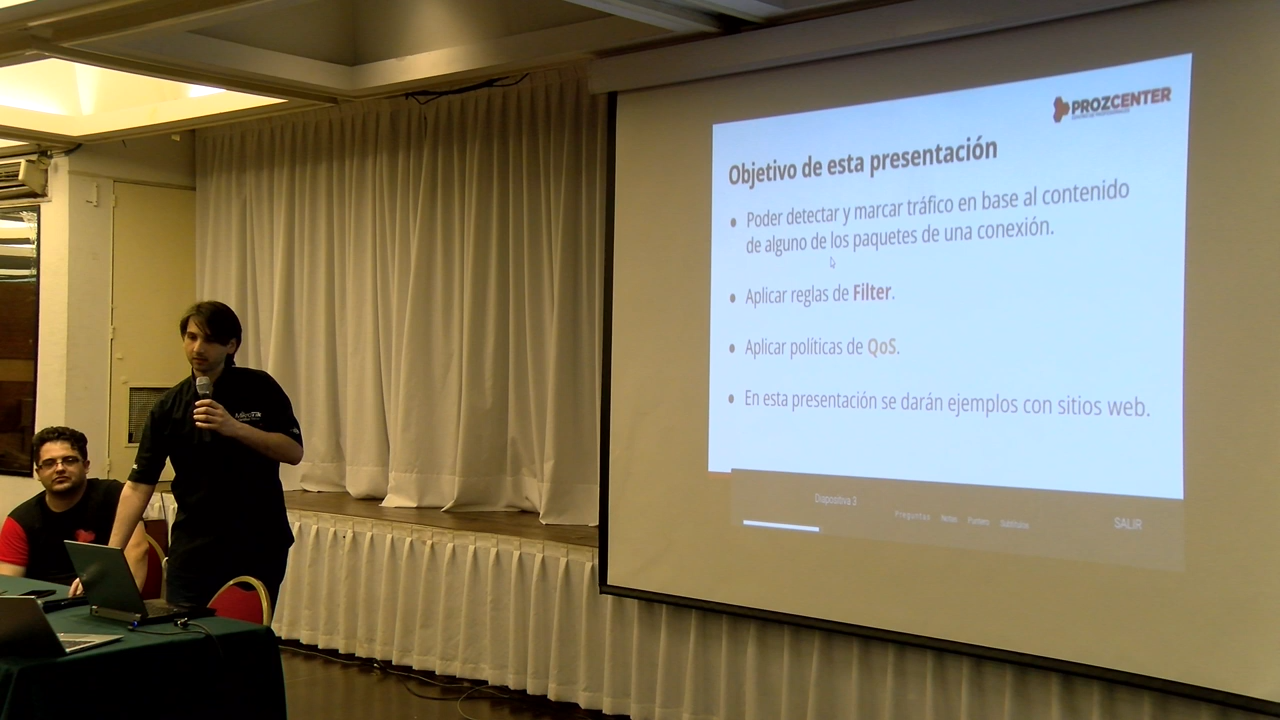 PROZCENTER
Objetivo de esta presentación
Poder detectar y marcar tráfico en base al contenido
de alguno de los paquetes de una conexión.
Aplicar reglas de Filter.
Aplicar políticas de QoS.
En esta presentación se darán ejemplos con sitios web.
Diapositiva 3
Preguntas Notas Puntero Subtítulos
SALIR
MikroTik